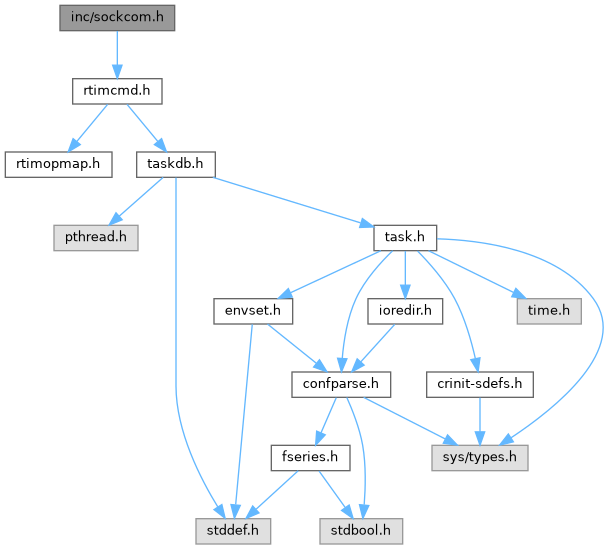 inc/sockcom.h
rtimcmd.h
rtimopmap.h
taskdb.h
pthread.h
task.h
envset.h
ioredir.h
time.h
confparse.h
crinit-sdefs.h
fseries.h
sys/types.h
stddef.h
stdbool.h